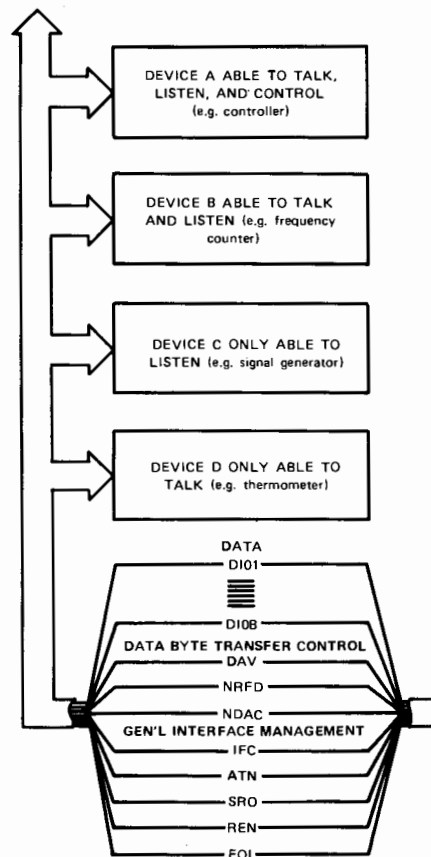 DEVICE A ABLE TO TALK,
LISTEN, AND CONTROL
(e.g. controller)
DEVICE B ABLE TO TALK
AND LISTEN (e.g. frequency
counter)
DEVICE C ONLY ABLE TO
LISTEN (e.g. signal generator)
DEVICE D ONLY ABLE TO
TALK (e.g. thermometer)
DATA
DI01
DI0B
DATA BYTE TRANSFER CONTROL
DAV
NRFD
NDAC
GEN'L INTERFACE MANAGEMENT
IFC
ATN
SRO
REN
EOI